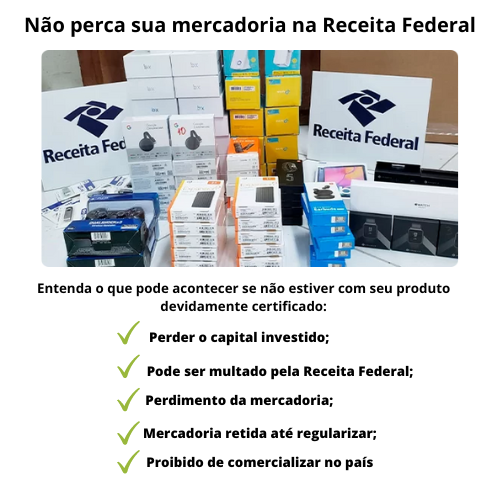 Não perca sua mercadoria na Receita Federal
Receita Federal
Receita Federal
Entenda o que pode acontecer se não estiver com seu produto
devidamente certificado:
Perder o capital investido;
Pode ser multado pela Receita Federal;
Perdimento da mercadoria;
Mercadoria retida até regularizar;
Proibido de comercializar no país